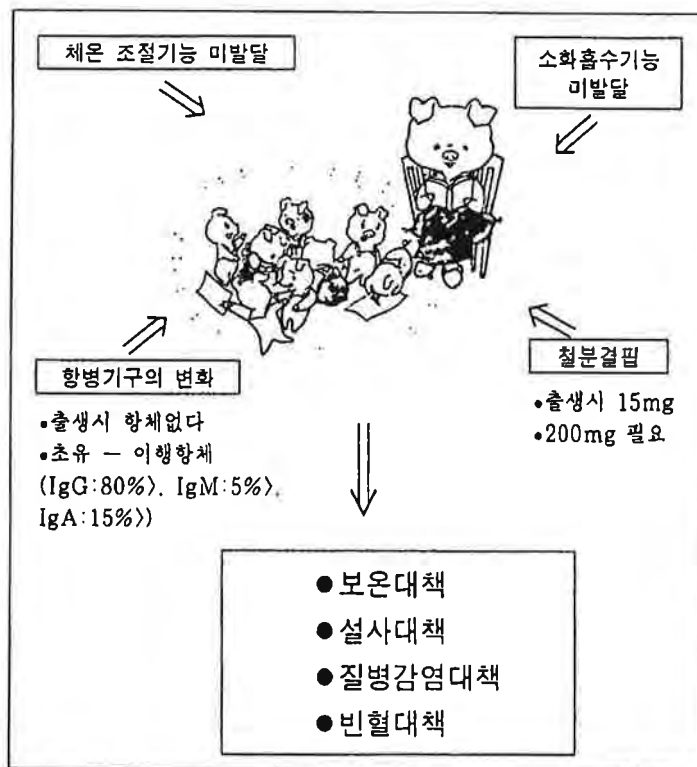 체온 조절기능 미발달
소화흡수기능
미발달
항병기구의 변화
•출생시 항체없다
•초유 ― 이행항체
(IgG:80%〉, IgM:5%〉,
IgA:15%〉)
철분결핍
•출생시 15mg
•200mg 필요
●보온대책
●설사대책
●질병감염대책
●빈혈대책